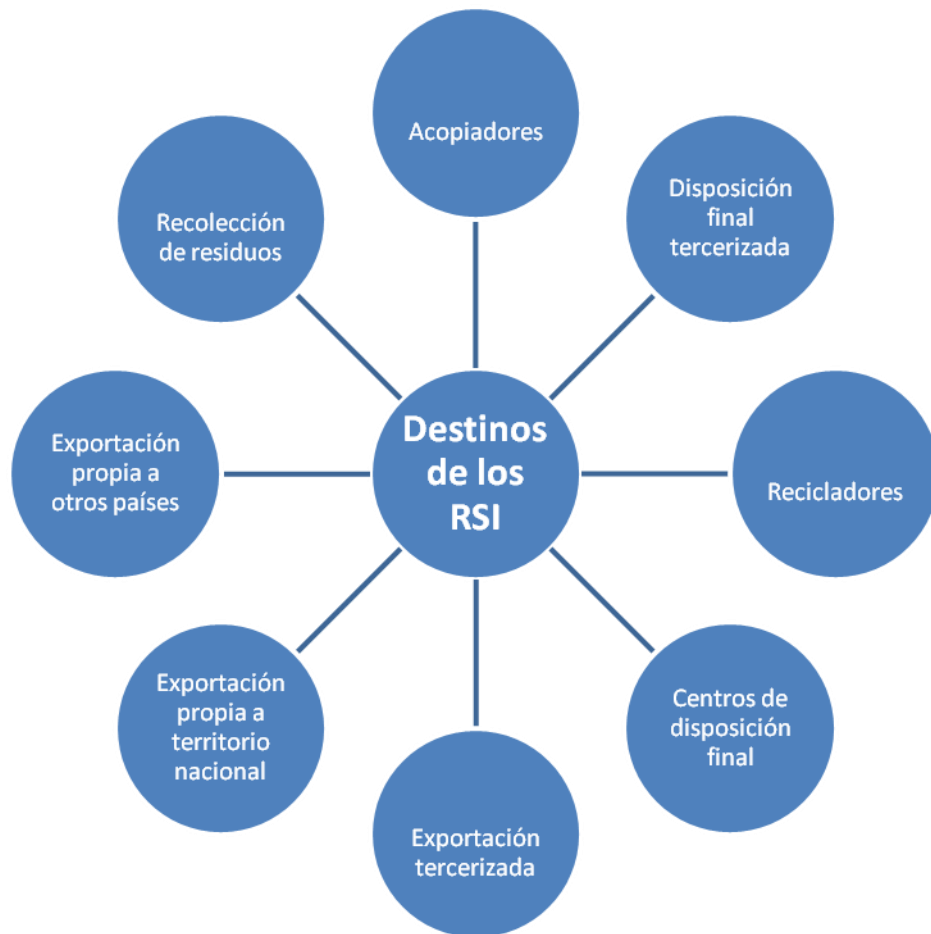 Acopiadores
Disposición
final
tercerizada
Recolección
de residuos
Destinos
de los
RSI
Exportación
propia a
otros países
Recicladores
Exportación
propia a
territorio
nacional
Centros de
disposición
final
Exportación
tercerizada